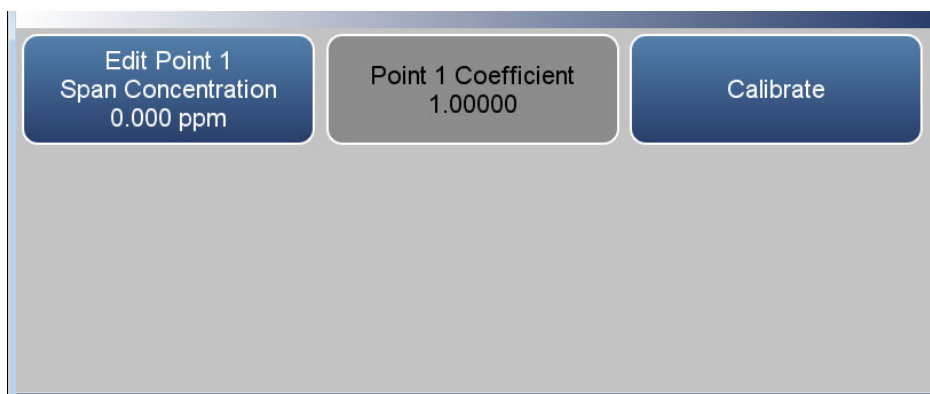 Edit Point 1
Span Concentration
0.000 ppm
Point 1 Coefficient
1.00000
Calibrate